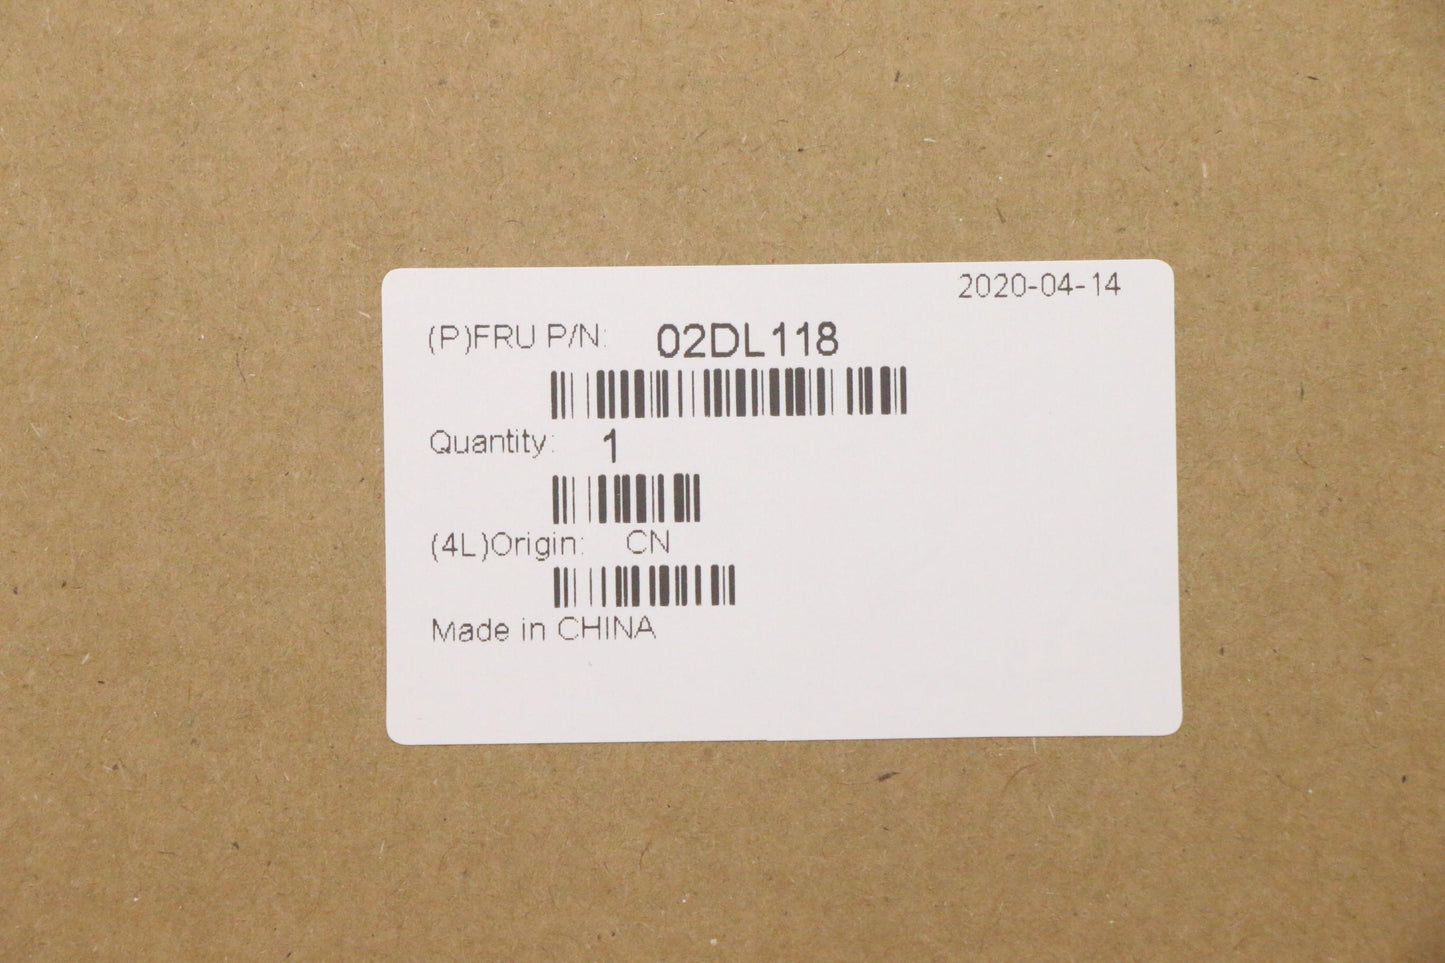 2020-04-14
(P)FRU P/N: 02DL118
Quantity: 1
(4L)Origin: CN
Made in CHINA